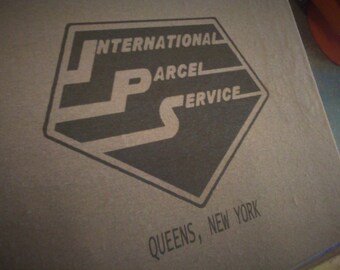 INTERNATIONAL
PARCEL
SERVICE
QUEENS, NEW YORK